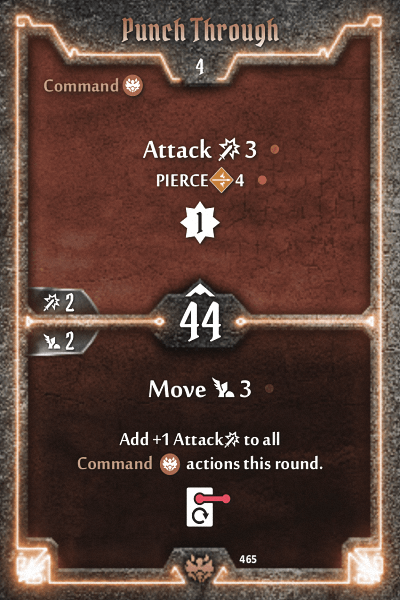 Punch Through
4
Command
Attack 3
PIERCE 4
1
2
44
2
Move 3
Add +1 Attack to all
Command actions this round.
465